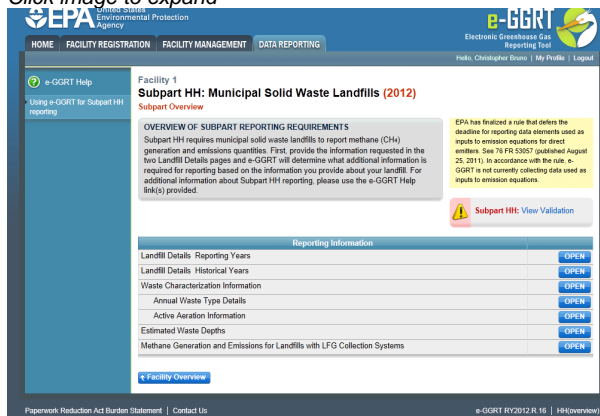 Click image to expand
EPA United States
Environmental Protection
Agency
e-GGRT
Electronic Greenhouse Gas
Reporting Tool
HOME FACILITY REGISTRATION FACILITY MANAGEMENT DATA REPORTING
Hello, Christopher Bruno | My Profile | Logout
? e-GGRT Help
Using e-GGRT for Subpart HH
reporting
Facility 1
Subpart HH: Municipal Solid Waste Landfills (2012)
Subpart Overview
OVERVIEW OF SUBPART REPORTING REQUIREMENTS
Subpart HH requires municipal solid waste landfills to report methane (CH4)
generation and emissions quantities. First, provide the information requested in the
two Landfill Details pages and e-GGRT will determine what additional information is
required for reporting based on the information you provide about your landfill. For
additional information about Subpart HH reporting, please use the e-GGRT Help
link(s) provided.
EPA has finalized a rule that defers the
deadline for reporting data elements used as
inputs to emission equations for direct
emitters. See 76 FR 53057 (published August
25, 2011). In accordance with the rule, e-
GGRT is not currently collecting data used as
inputs to emission equations.
Subpart HH: View Validation
Reporting Information
Landfill Details Reporting Years OPEN
Landfill Details Historical Years OPEN
Waste Characterization Information OPEN
Annual Waste Type Details OPEN
Active Aeration Information OPEN
Estimated Waste Depths OPEN
Methane Generation and Emissions for Landfills with LFG Collection Systems OPEN
Facility Overview
Paperwork Reduction Act Burden Statement | Contact Us
e-GGRT RY2012.R.16 | HH(overview)